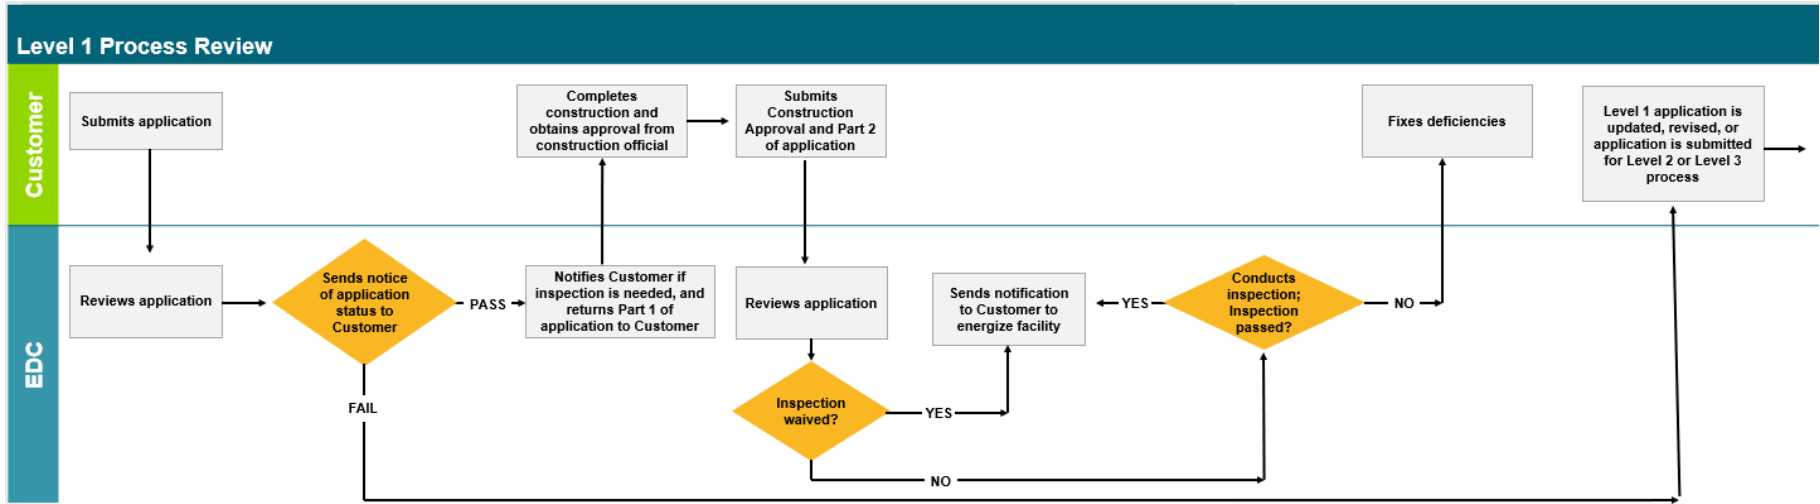 Level 1 Process Review
Customer
Submits application
Completes
construction and
obtains approval from
construction official
Submits
Construction
Approval and Part 2
of application
Fixes deficiencies
Level 1 application is
updated, revised, or
application is submitted
for Level 2 or Level 3
process
EDC
Reviews application
Sends notice
of application
status to
Customer
PASS
Notifies Customer if
inspection is needed, and
returns Part 1 of
application to Customer
Reviews application
Sends notification
to Customer to
energize facility
YES
Conducts
inspection;
Inspection
passed?
NO
FAIL
Inspection
waived?
YES
NO